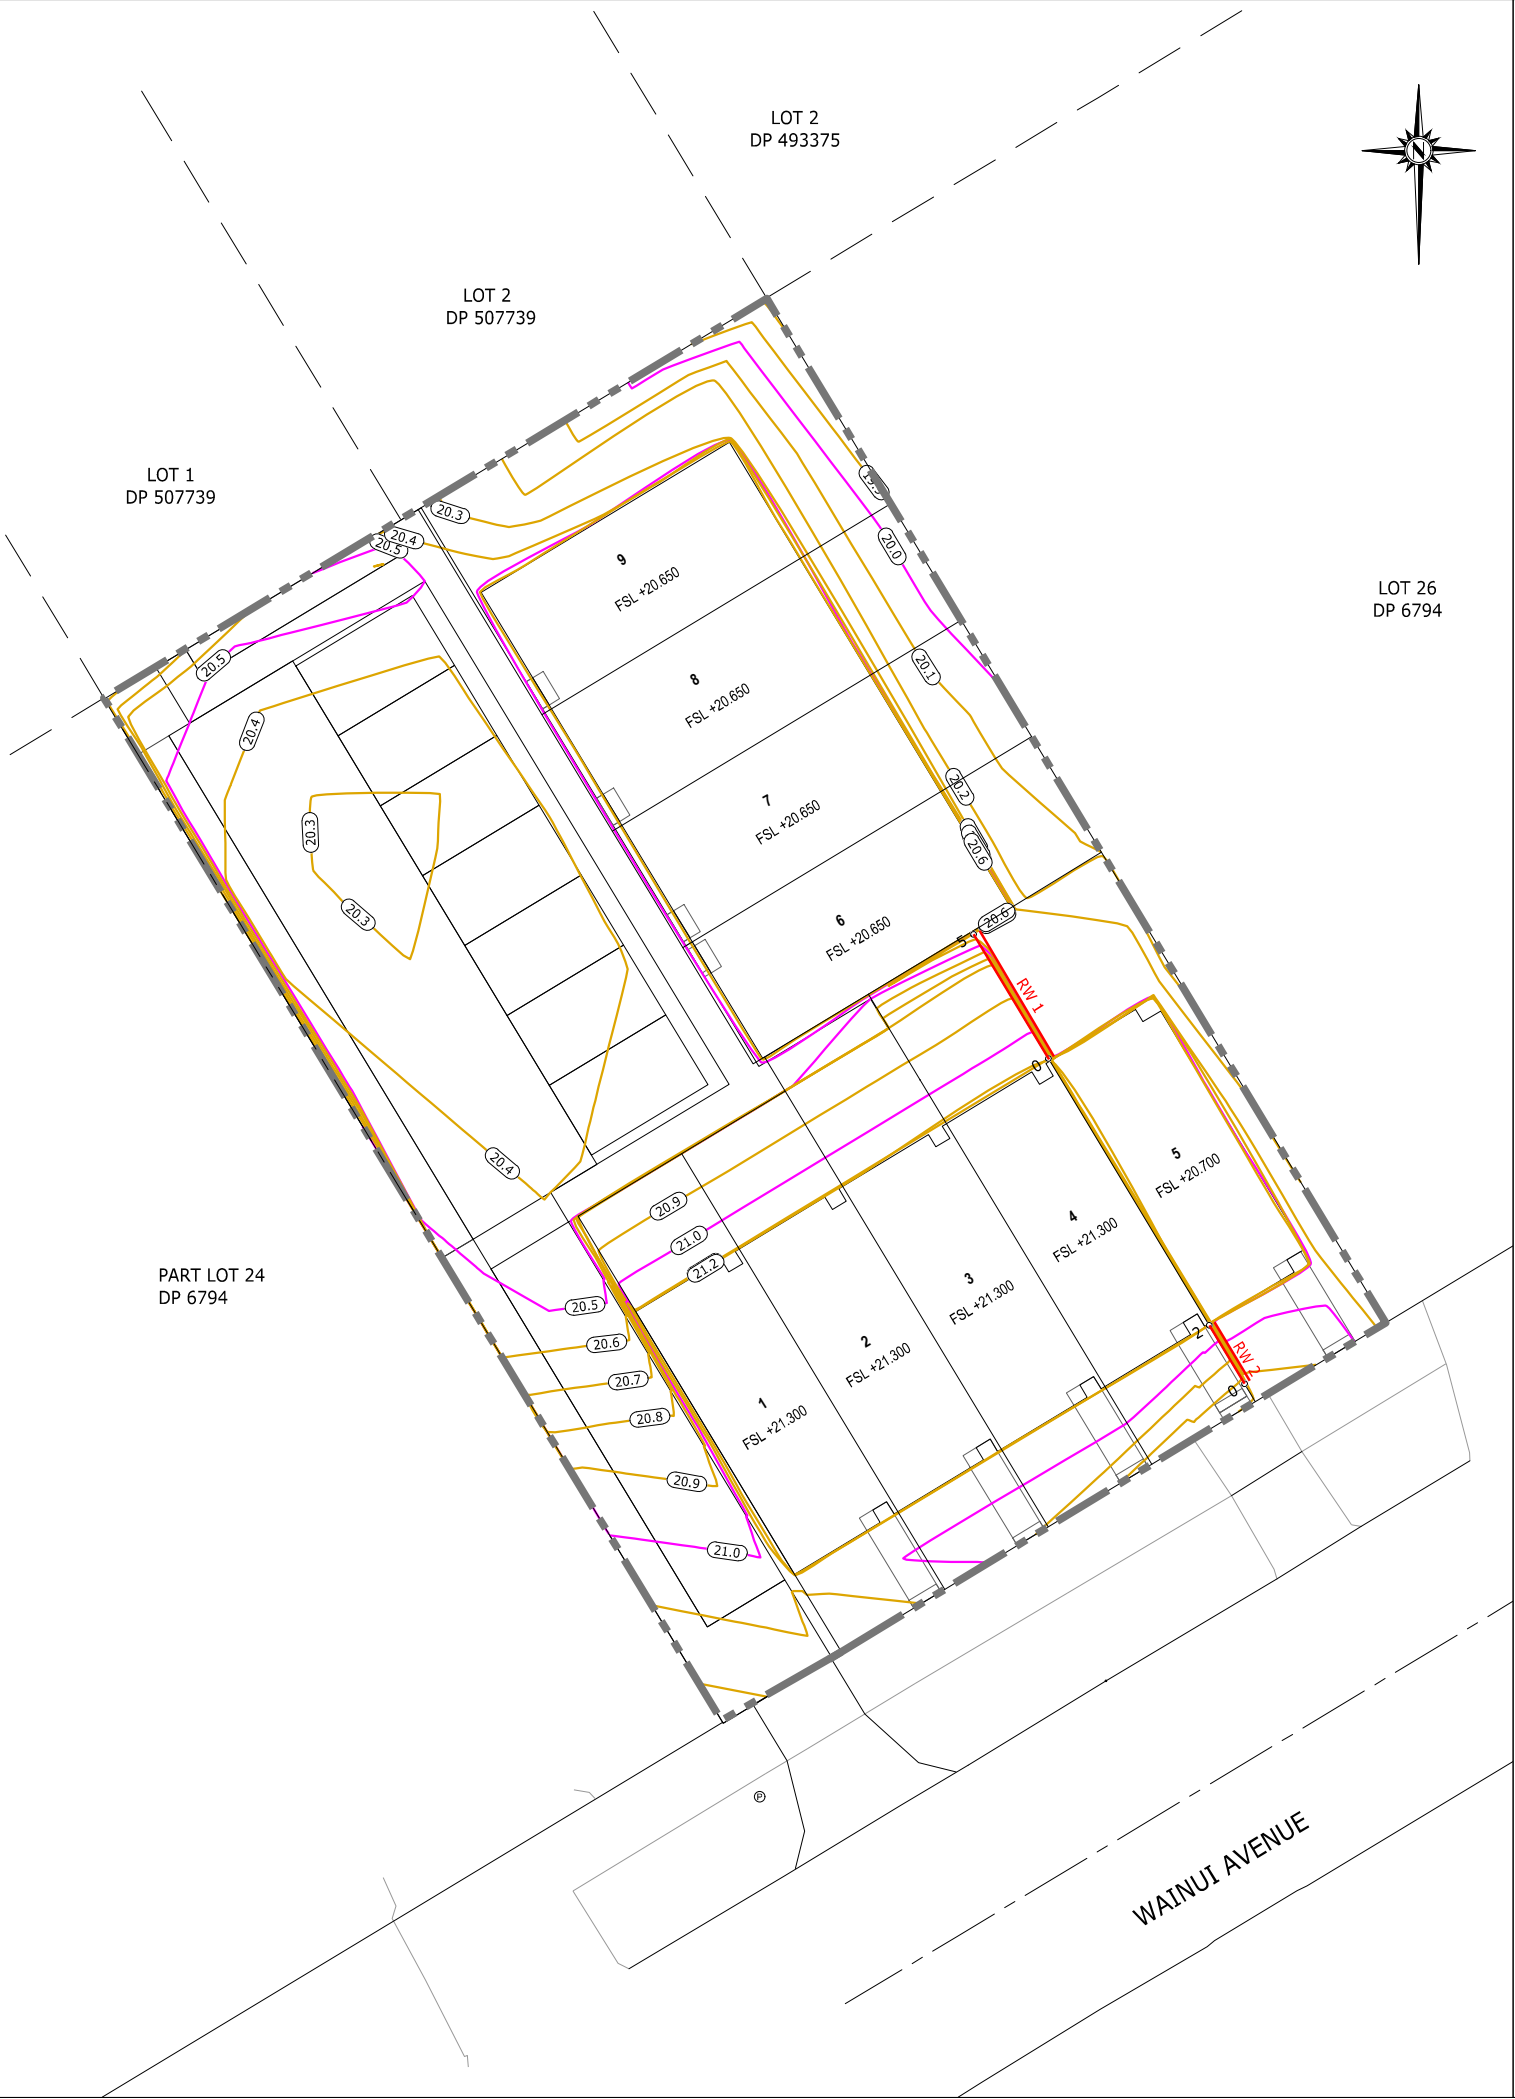 LOT 2
DP 493375
N
LOT 2
DP 507739
LOT 1
DP 507739
LOT 26
DP 6794
20.3
20.4
20.5
20.0
9
FSL +20.650
20.5
20.1
8
FSL +20.650
20.4
20.2
7
FSL +20.650
20.3
20.6
20.3
6
FSL +20.650
20.6
5
RW 1
0
20.4
5
FSL +20.700
20.9
4
FSL +21.300
21.0
21.2
PART LOT 24
DP 6794
3
FSL +21.300
20.5
20.6
2
FSL +21.300
2
RW 2
0
20.7
20.8
1
FSL +21.300
20.9
21.0
P
WAINUI AVENUE